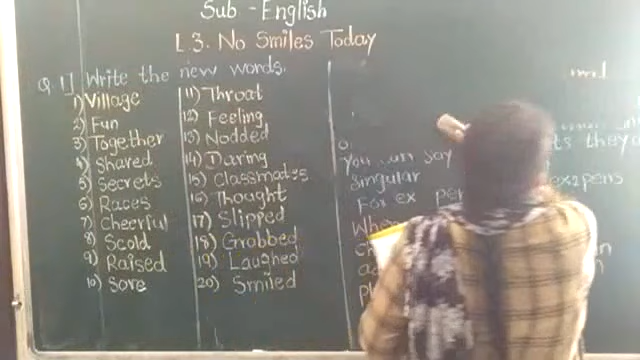 Sub - English
L 3. No Smiles Today
Q.1] Write the new words.
1) Village
2) Fun
3) Together
4) Shared
5) Secrets
6) Races
7) Cheerful
8) Scold
9) Raised
10) Sore
11) Throat
12) Feeling
13) Nodded
14) Daring
15) Classmates
16) Thought
17) Slipped
18) Grabbed
19) Laughed
20) Smiled
You can say
Singular
For ex